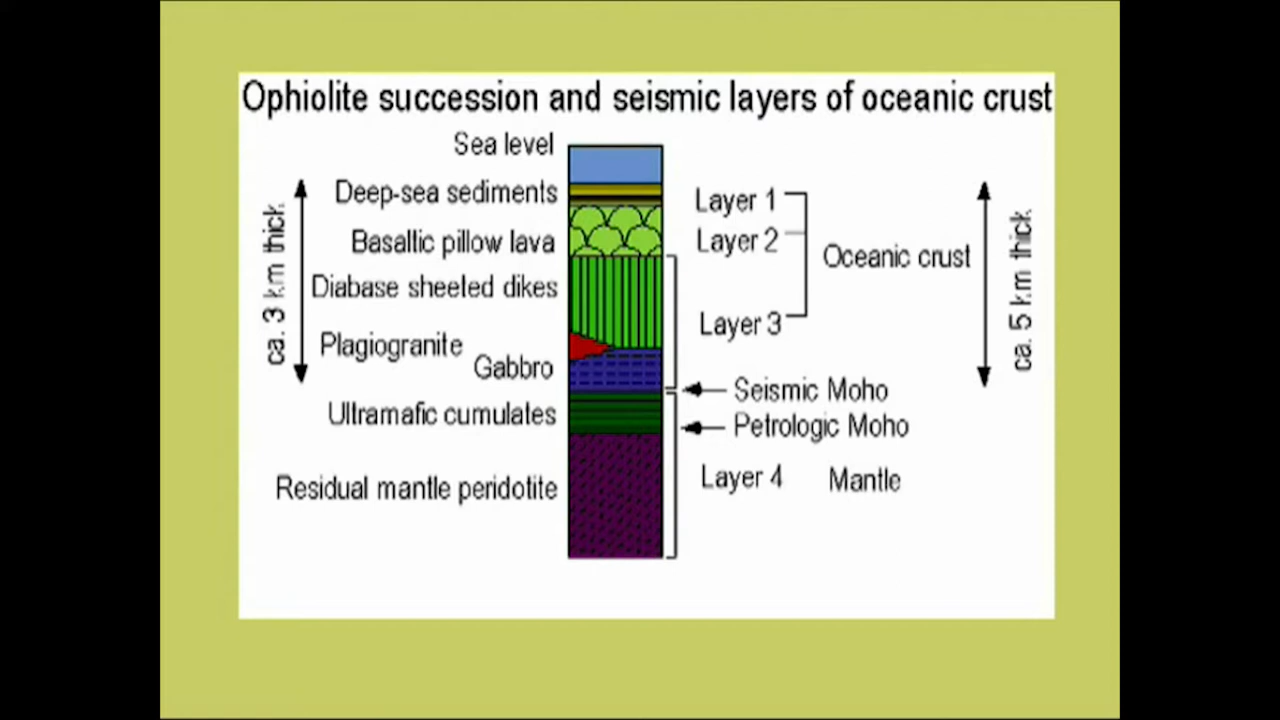 Ophiolite succession and seismic layers of oceanic crust
Sea level
Deep-sea sediments
Basaltic pillow lava
Diabase sheeted dikes
Plagiogranite
Gabbro
Ultramafic cumulates
Residual mantle peridotite
ca. 3 km thick
Layer 1
Layer 2
Layer 3
Oceanic crust
Seismic Moho
Petrologic Moho
Layer 4 Mantle
ca. 5 km thick